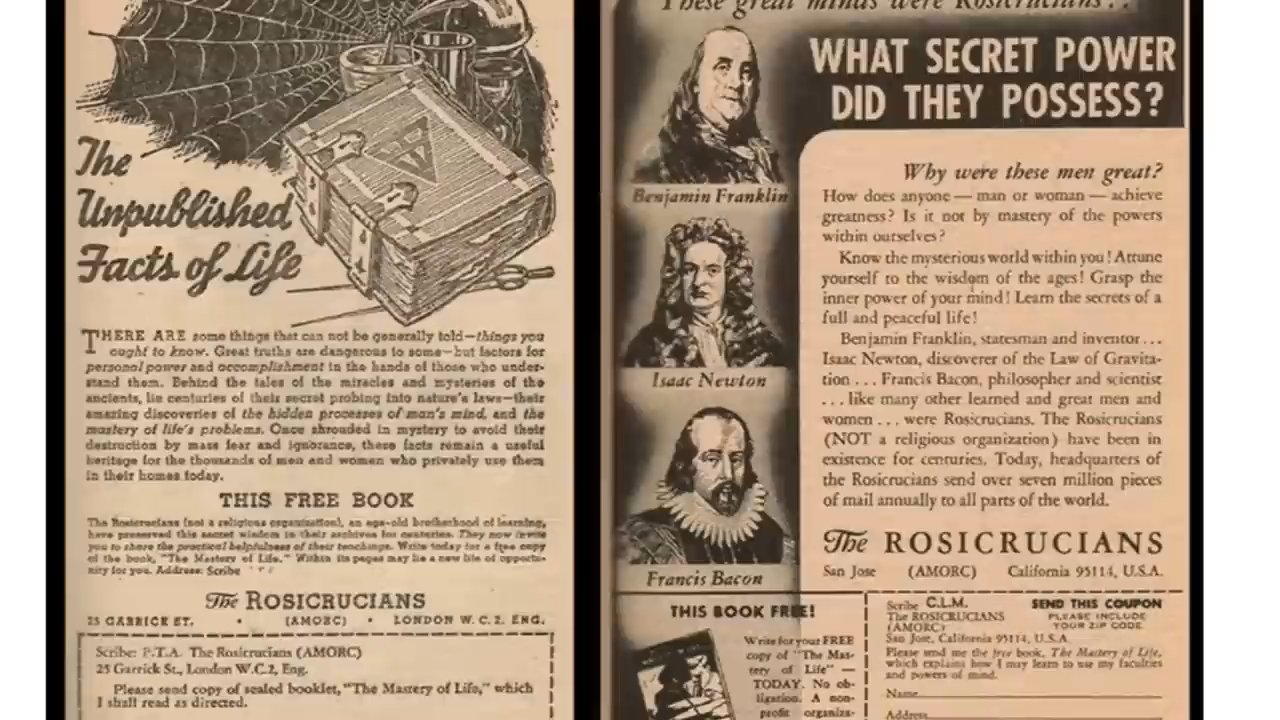 The
Unpublished
Facts of Life
THERE ARE some things that can not be generally told—things you
ought to know. Great truths are dangerous to some—but factors for
personal power and accomplishment in the hands of those who under-
stand them. Behind the tales of the miracles and mysteries of the
ancients, lie centuries of their secret probing into nature's laws—their
amazing discoveries of the hidden processes of man's mind, and the
mastery of life's problems. Once shrouded in mystery to avoid their
destruction by mass fear and ignorance, these facts remain a useful
heritage for the thousands of men and women who privately use them
in their homes today.
THIS FREE BOOK
The Rosicrucians (not a religious organization), an age-old brotherhood of learning,
have preserved this secret wisdom in their archives for centuries. They now invite
you to share the practical helpfulness of their teachings. Write today for a free copy
of the book, "The Mastery of Life." Within its pages may lie a new life of opportu-
nity for you. Address: Scribe
The ROSICRUCIANS
25 GARRICK ST. • (AMORC) • LONDON W.C.2, ENG.
Scribe: P.T.A. The Rosicrucians (AMORC)
25 Garrick St., London W.C.2, Eng.
Please send copy of sealed booklet, "The Mastery of Life," which
I shall read as directed.
These great minds were Rosicrucians . . .
WHAT SECRET POWER
DID THEY POSSESS?
Benjamin Franklin
Isaac Newton
Francis Bacon
Why were these men great?
How does anyone — man or woman — achieve
greatness? Is it not by mastery of the powers
within ourselves?
Know the mysterious world within you! Attune
yourself to the wisdom of the ages! Grasp the
inner power of your mind! Learn the secrets of a
full and peaceful life!
Benjamin Franklin, statesman and inventor . . .
Isaac Newton, discoverer of the Law of Gravita-
tion . . . Francis Bacon, philosopher and scientist
. . . like many other learned and great men and
women . . . were Rosicrucians. The Rosicrucians
(NOT a religious organization) have been in
existence for centuries. Today, headquarters of
the Rosicrucians send over seven million pieces
of mail annually to all parts of the world.
The ROSICRUCIANS
San Jose (AMORC) California 95114, U.S.A.
THIS BOOK FREE!
Write for your FREE
copy of "The Mas-
tery of Life" —
TODAY. No ob-
ligation. A non-
profit organiza-
Scribe C.L.M.
The ROSICRUCIANS
(AMORC)
San Jose, California 95114, U.S.A.
SEND THIS COUPON
PLEASE INCLUDE
YOUR ZIP CODE
Please send me the free book, The Mastery of Life,
which explains how I may learn to use my faculties
and powers of mind.
Name
Address